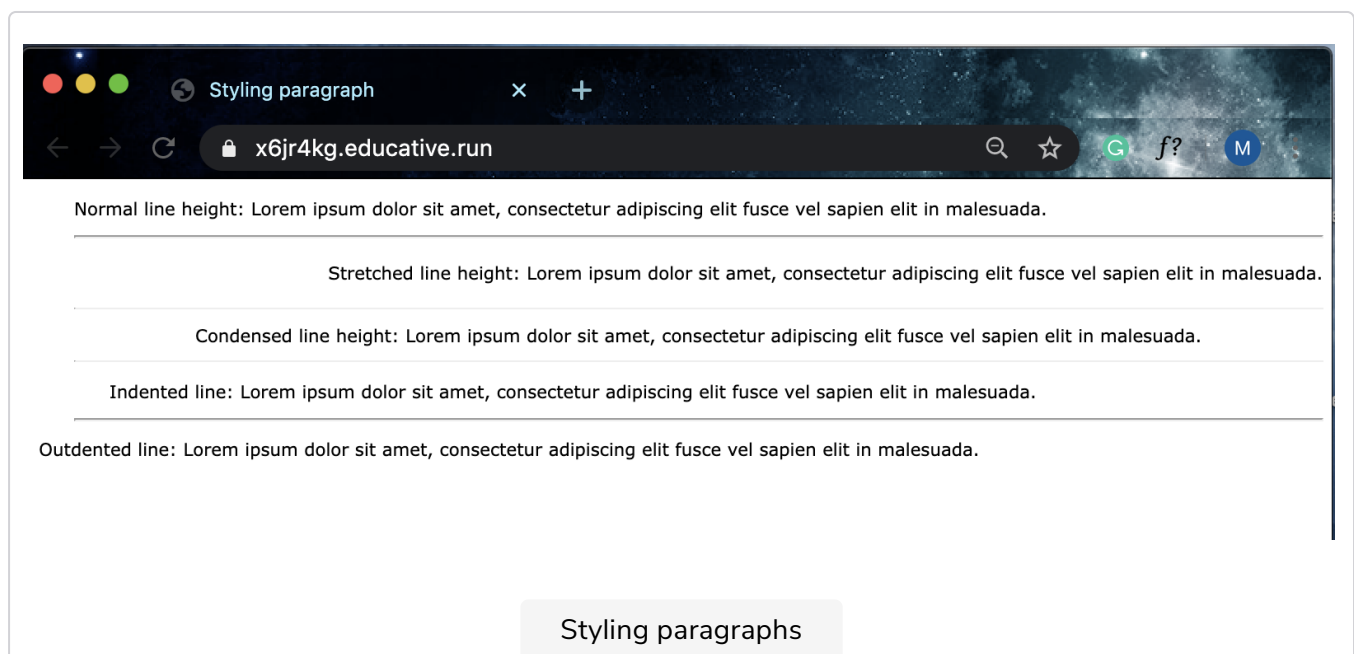 Styling paragraph
x6jr4kg.educative.run
G
f?
M
Normal line height: Lorem ipsum dolor sit amet, consectetur adipiscing elit fusce vel sapien elit in malesuada.
Stretched line height: Lorem ipsum dolor sit amet, consectetur adipiscing elit fusce vel sapien elit in malesuada.
Condensed line height: Lorem ipsum dolor sit amet, consectetur adipiscing elit fusce vel sapien elit in malesuada.
Indented line: Lorem ipsum dolor sit amet, consectetur adipiscing elit fusce vel sapien elit in malesuada.
Outdented line: Lorem ipsum dolor sit amet, consectetur adipiscing elit fusce vel sapien elit in malesuada.
Styling paragraphs